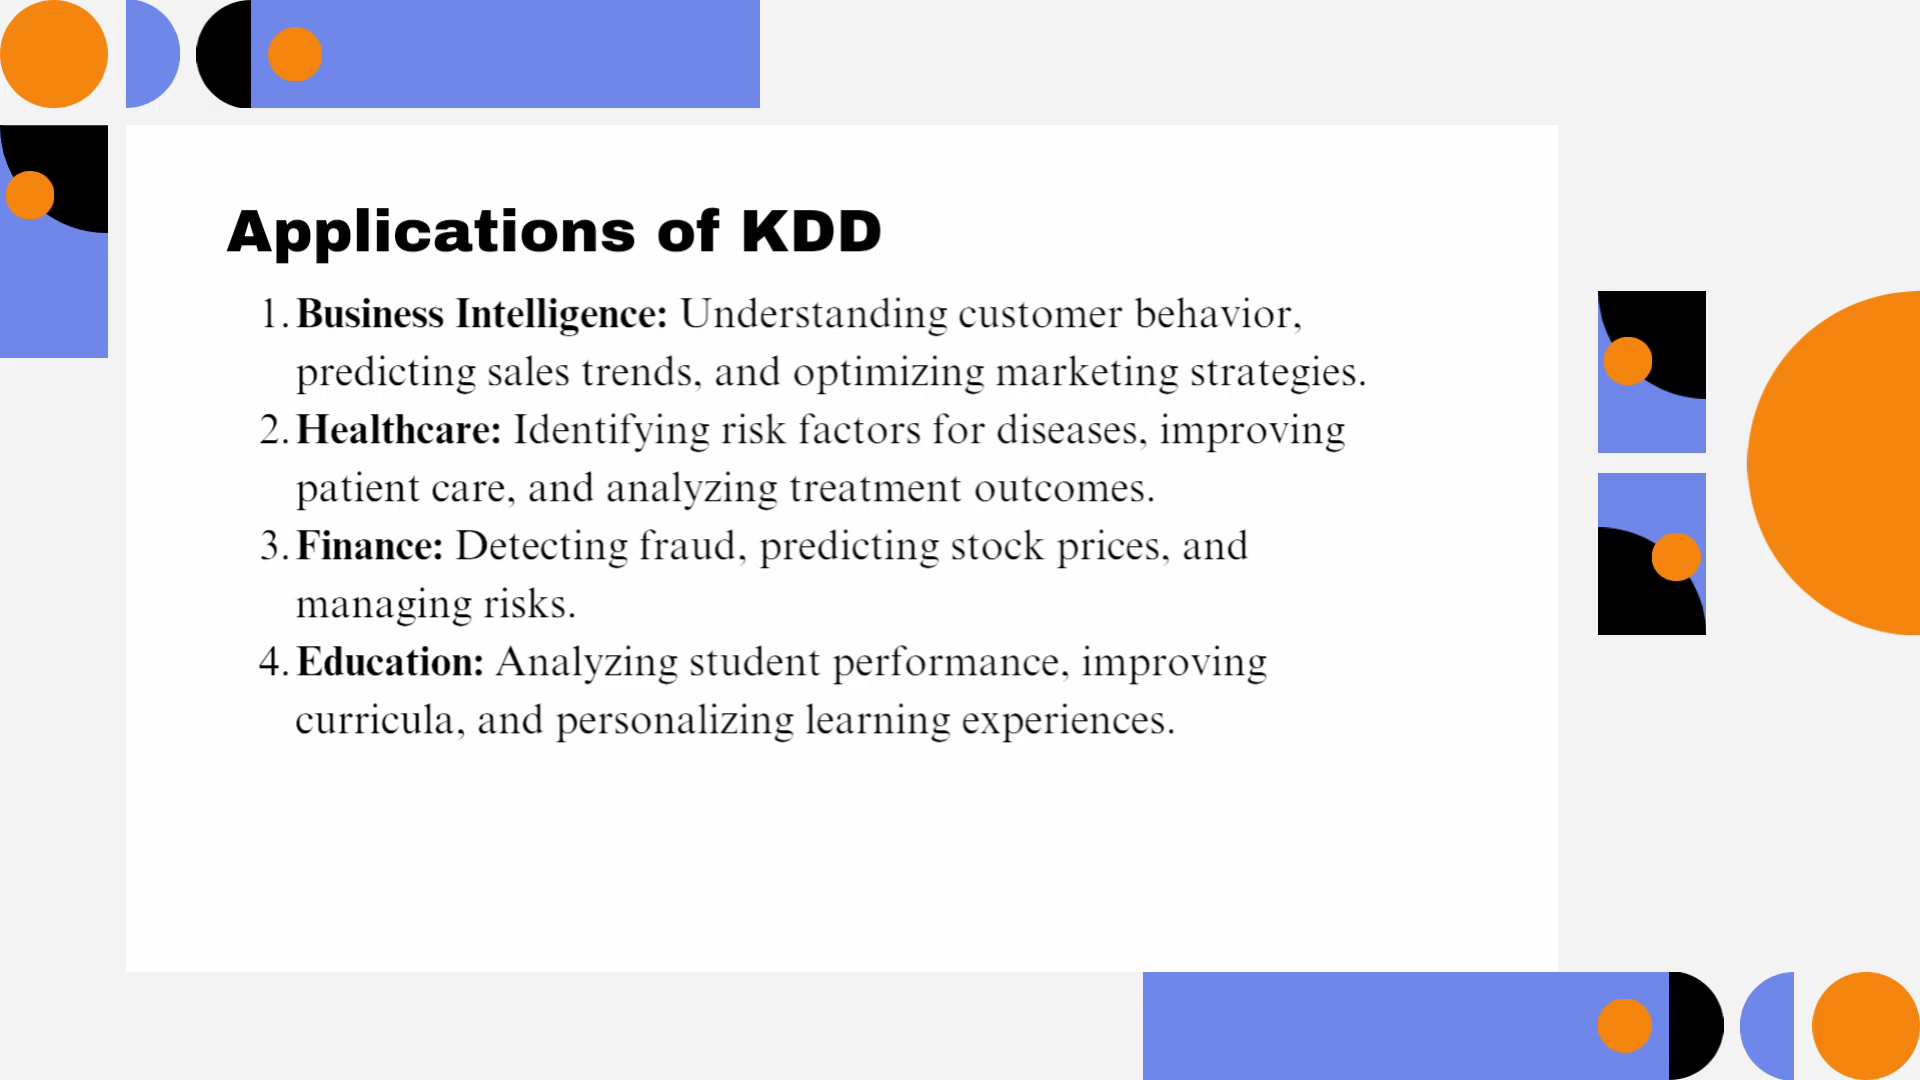 Applications of KDD
1. Business Intelligence: Understanding customer behavior,
predicting sales trends, and optimizing marketing strategies.
2. Healthcare: Identifying risk factors for diseases, improving
patient care, and analyzing treatment outcomes.
3. Finance: Detecting fraud, predicting stock prices, and
managing risks.
4. Education: Analyzing student performance, improving
curricula, and personalizing learning experiences.